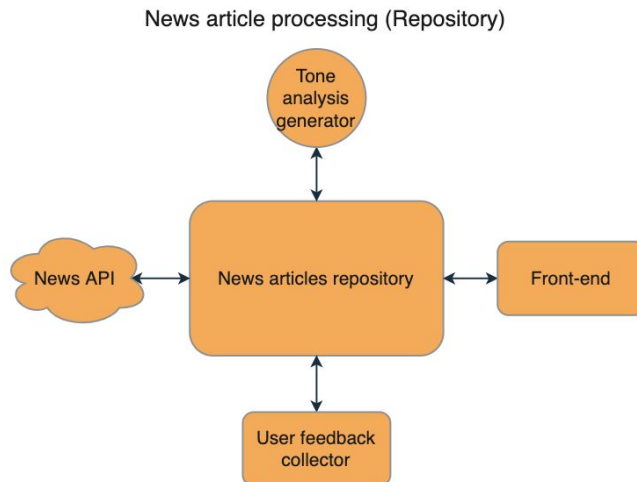 News article processing (Repository)
Tone
analysis
generator
News API
News articles repository
Front-end
User feedback
collector